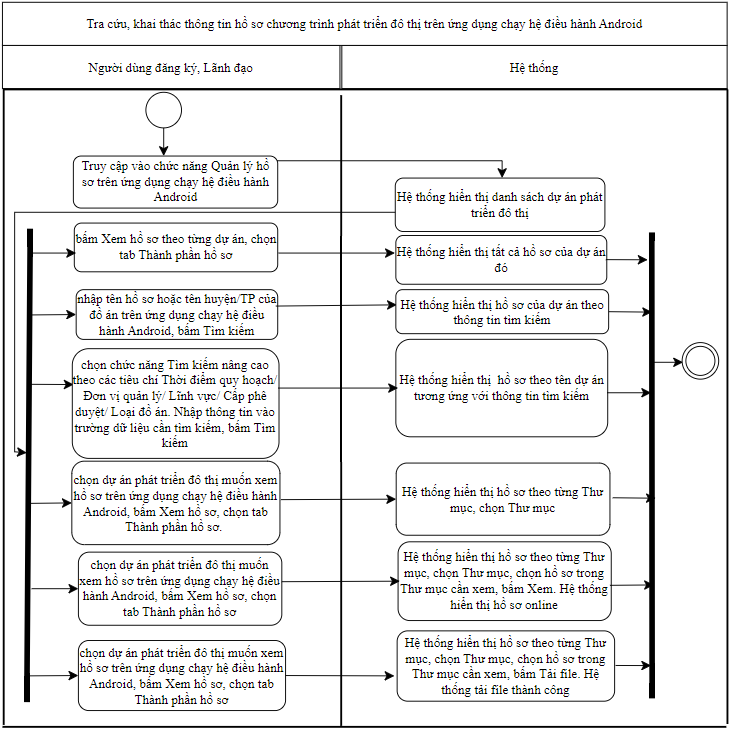 Tra cứu, khai thác thông tin hồ sơ chương trình phát triển đô thị trên ứng dụng chạy hệ điều hành Android
Người dùng đăng ký, Lãnh đạo
Hệ thống
Truy cập vào chức năng Quản lý hồ
sơ trên ứng dụng chạy hệ điều hành
Android
Hệ thống hiển thị danh sách dự án phát
triển đô thị
bấm Xem hồ sơ theo từng dự án, chọn
tab Thành phần hồ sơ
Hệ thống hiển thị tất cả hồ sơ của dự án
đó
nhập tên hồ sơ hoặc tên huyện/TP của
đồ án trên ứng dụng chạy hệ điều
hành Android, bấm Tìm kiếm
Hệ thống hiển thị hồ sơ của dự án theo
thông tin tìm kiếm
chọn chức năng Tìm kiếm nâng cao
theo các tiêu chí Thời điểm quy hoạch/
Đơn vị quản lý/ Lĩnh vực/ Cấp phê
duyệt/ Loại đồ án. Nhập thông tin vào
trường dữ liệu cần tìm kiếm, bấm Tìm
kiếm
Hệ thống hiển thị hồ sơ theo tên dự án
tương ứng với thông tin tìm kiếm
chọn dự án phát triển đô thị muốn xem
hồ sơ trên ứng dụng chạy hệ điều hành
Android, bấm Xem hồ sơ, chọn tab
Thành phần hồ sơ.
Hệ thống hiển thị hồ sơ theo từng Thư
mục, chọn Thư mục
chọn dự án phát triển đô thị muốn
xem hồ sơ trên ứng dụng chạy hệ điều
hành Android, bấm Xem hồ sơ, chọn
tab Thành phần hồ sơ
Hệ thống hiển thị hồ sơ theo từng Thư
mục, chọn Thư mục, chọn hồ sơ trong
Thư mục cần xem, bấm Xem. Hệ thống
hiển thị hồ sơ online
chọn dự án phát triển đô thị muốn xem
hồ sơ trên ứng dụng chạy hệ điều hành
Android, bấm Xem hồ sơ, chọn tab
Thành phần hồ sơ
Hệ thống hiển thị hồ sơ theo từng Thư
mục, chọn Thư mục, chọn hồ sơ trong
Thư mục cần xem, bấm Tải file. Hệ
thống tải file thành công